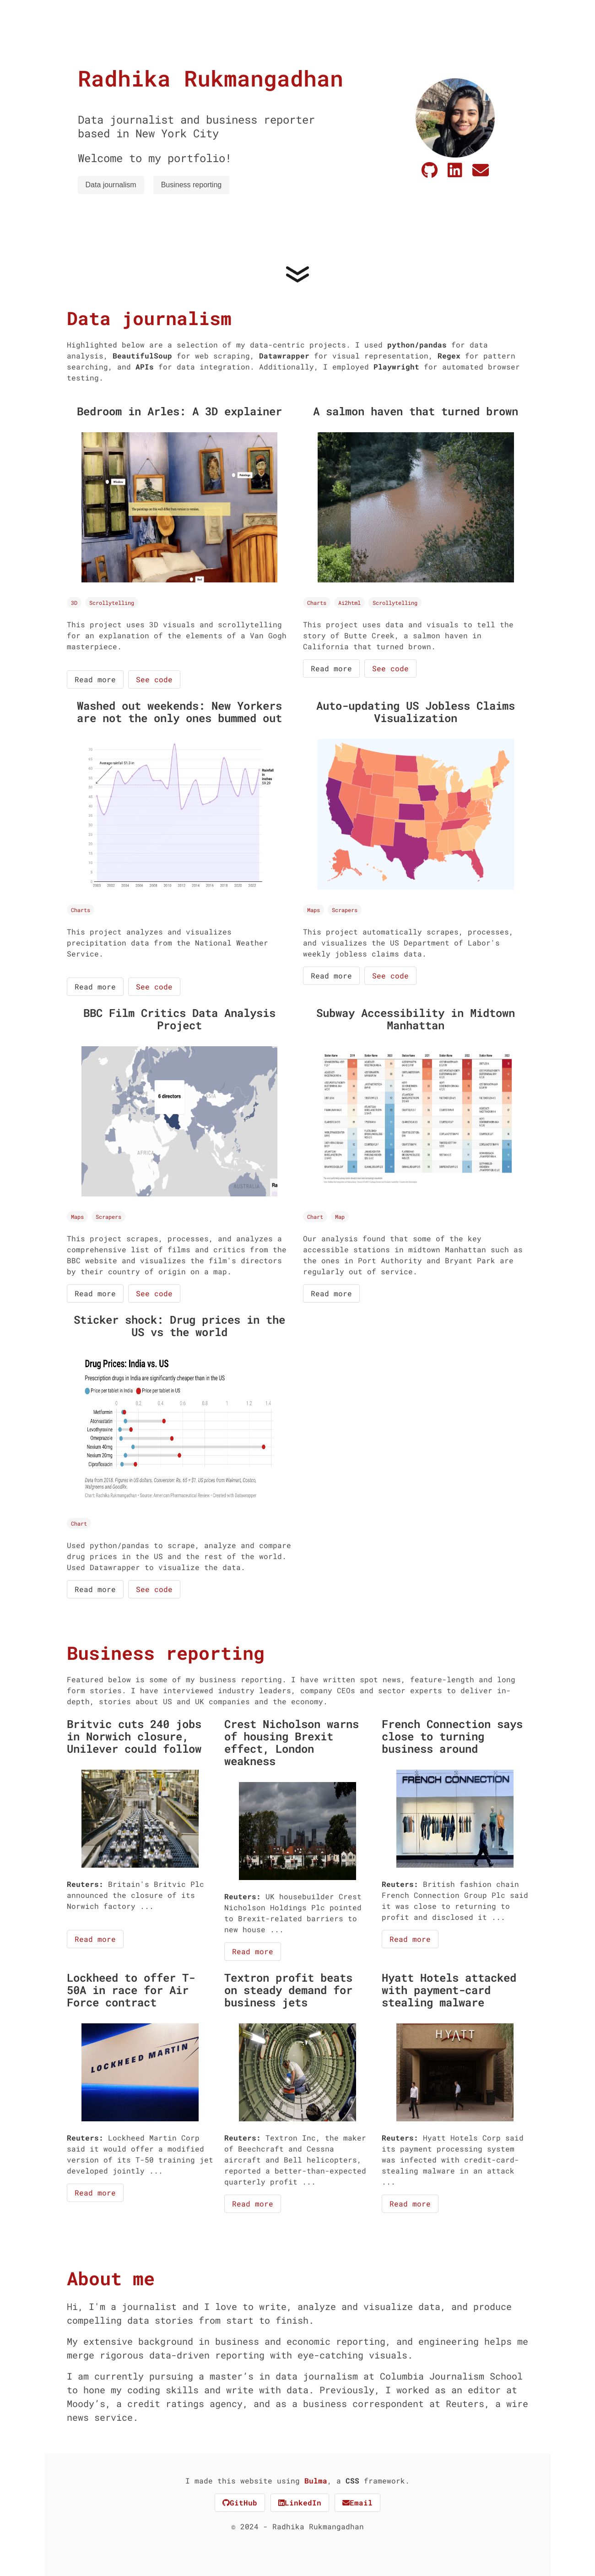 Radhika Rukmangadhan
Data journalist and business reporter
based in New York City
Welcome to my portfolio!
Data journalism
Business reporting
Data journalism
Highlighted below are a selection of my data-centric projects. I used python/pandas for data
analysis, BeautifulSoup for web scraping, Datawrapper for visual representation, Regex for pattern
searching, and APIs for data integration. Additionally, I employed Playwright for automated browser
testing.
Bedroom in Arles: A 3D explainer
3D
Scrollytelling
This project uses 3D visuals and scrollytelling
for an explanation of the elements of a Van Gogh
masterpiece.
Read more
See code
A salmon haven that turned brown
Charts
Ai2html
Scrollytelling
This project uses data and visuals to tell the
story of Butte Creek, a salmon haven in
California that turned brown.
Read more
See code
Washed out weekends: New Yorkers
are not the only ones bummed out
Charts
This project analyzes and visualizes
precipitation data from the National Weather
Service.
Read more
See code
Auto-updating US Jobless Claims
Visualization
Maps
Scrapers
This project automatically scrapes, processes,
and visualizes the US Department of Labor's
weekly jobless claims data.
Read more
See code
BBC Film Critics Data Analysis
Project
6 directors
AFRICA
Maps
Scrapers
This project scrapes, processes, and analyzes a
comprehensive list of films and critics from the
BBC website and visualizes the film's directors
by their country of origin on a map.
Read more
See code
Subway Accessibility in Midtown
Manhattan
Chart
Map
Our analysis found that some of the key
accessible stations in midtown Manhattan such as
the ones in Port Authority and Bryant Park are
regularly out of service.
Read more
Sticker shock: Drug prices in the
US vs the world
Drug Prices: India vs. US
Prescription drugs in India are significantly cheaper than in the US
Price per tablet in India
Price per tablet in US
0 0.2 0.4 0.6 0.8 1 1.2 1.4
Metformin
Atorvastatin
Levothyroxine
Omeprazole
Nexium 40mg
Nexium 20mg
Ciprofloxacin
Chart
Used python/pandas to scrape, analyze and compare
drug prices in the US and the rest of the world.
Used Datawrapper to visualize the data.
Read more
See code
Business reporting
Featured below is some of my business reporting. I have written spot news, feature-length and long
form stories. I have interviewed industry leaders, company CEOs and sector experts to deliver in-
depth, stories about US and UK companies and the economy.
Britvic cuts 240 jobs
in Norwich closure,
Unilever could follow
Reuters: Britain's Britvic Plc
announced the closure of its
Norwich factory ...
Read more
Crest Nicholson warns
of housing Brexit
effect, London
weakness
Reuters: UK housebuilder Crest
Nicholson Holdings Plc pointed
to Brexit-related barriers to
new house ...
Read more
French Connection says
close to turning
business around
FRENCH CONNECTION
Reuters: British fashion chain
French Connection Group Plc said
it was close to returning to
profit and disclosed it ...
Read more
Lockheed to offer T-
50A in race for Air
Force contract
LOCKHEED MARTIN
Reuters: Lockheed Martin Corp
said it would offer a modified
version of its T-50 training jet
developed jointly ...
Read more
Textron profit beats
on steady demand for
business jets
Reuters: Textron Inc, the maker
of Beechcraft and Cessna
aircraft and Bell helicopters,
reported a better-than-expected
quarterly profit ...
Read more
Hyatt Hotels attacked
with payment-card
stealing malware
HYATT
Reuters: Hyatt Hotels Corp said
its payment processing system
was infected with credit-card-
stealing malware in an attack
...
Read more
About me
Hi, I'm a journalist and I love to write, analyze and visualize data, and produce
compelling data stories from start to finish.
My extensive background in business and economic reporting, and engineering helps me
merge rigorous data-driven reporting with eye-catching visuals.
I am currently pursuing a master’s in data journalism at Columbia Journalism School
to hone my coding skills and write with data. Previously, I worked as an editor at
Moody’s, a credit ratings agency, and as a business correspondent at Reuters, a wire
news service.
I made this website using Bulma, a CSS framework.
GitHub
LinkedIn
Email
© 2024 - Radhika Rukmangadhan